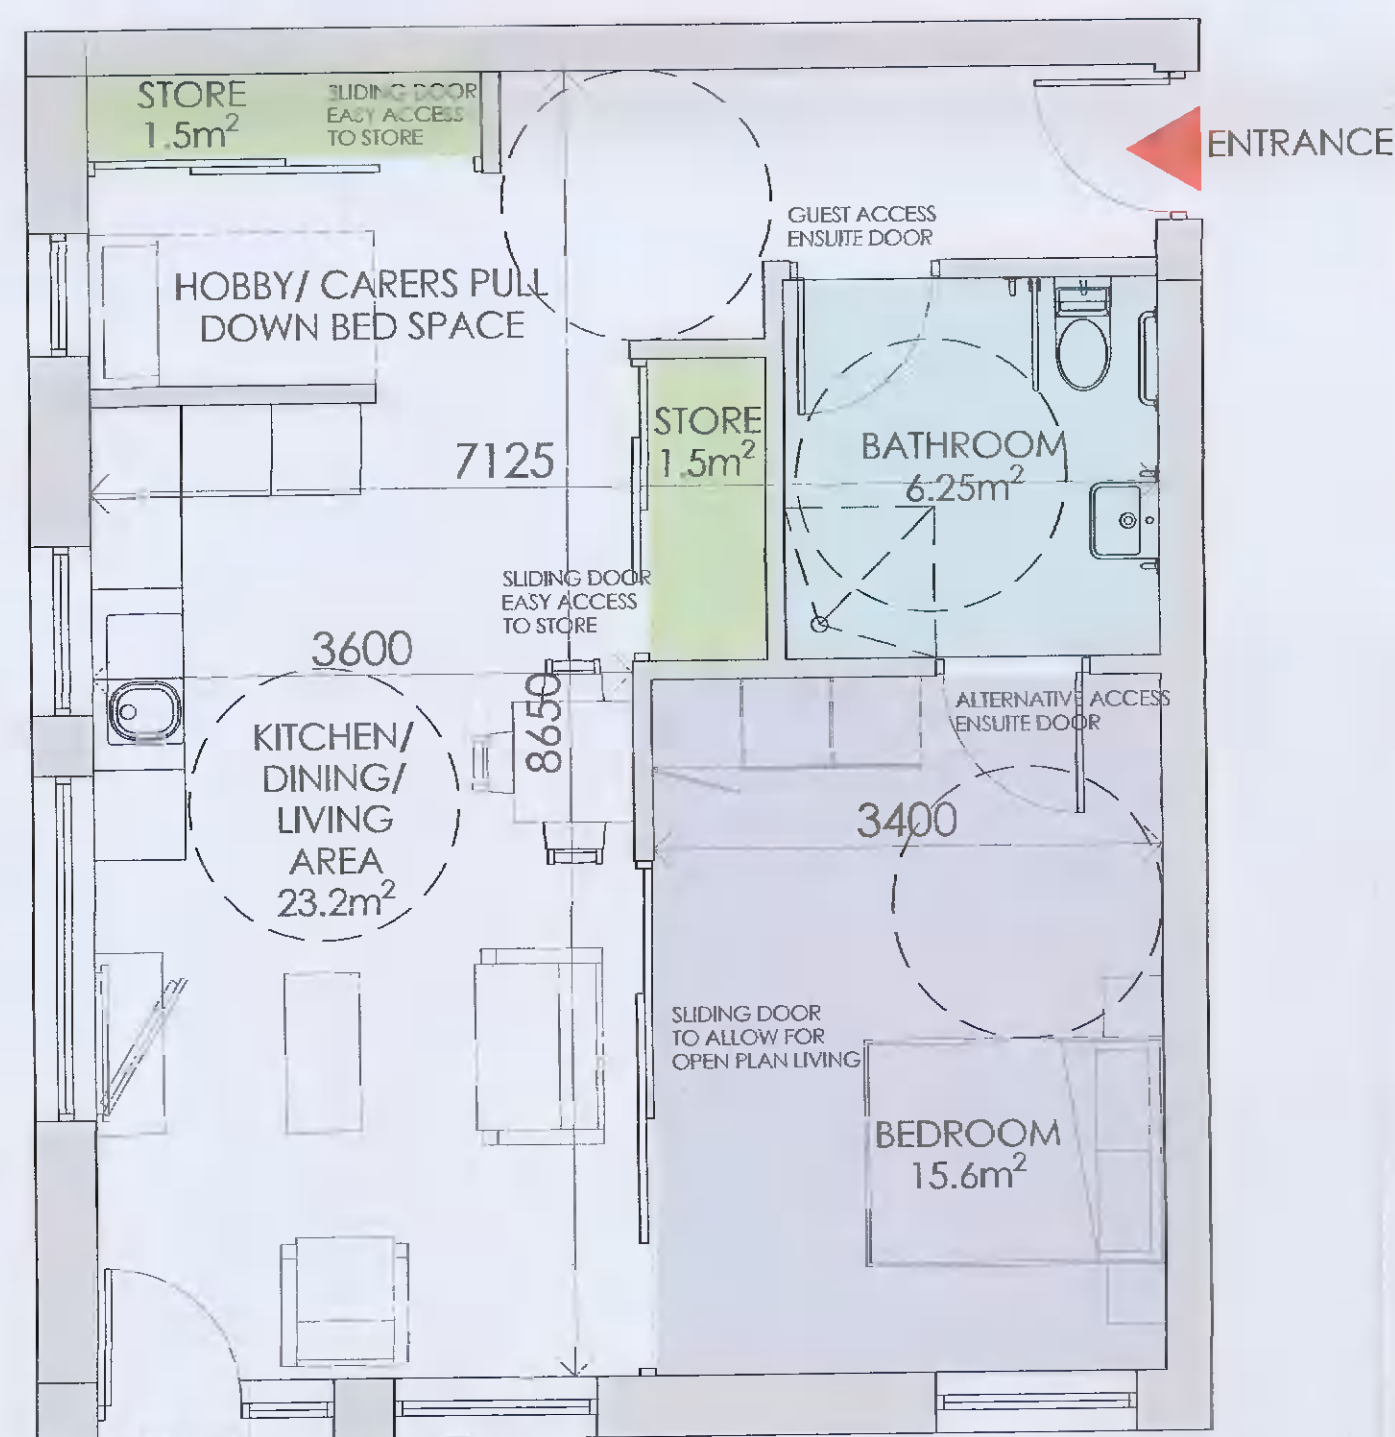 STORE
1.5m²
SLIDING DOOR
EASY ACCESS
TO STORE
ENTRANCE
GUEST ACCESS
ENSUITE DOOR
HOBBY/ CARERS PULL
DOWN BED SPACE
STORE
1.5m²
7125
BATHROOM
6.25m²
SLIDING DOOR
EASY ACCESS
TO STORE
3600
8650
ALTERNATIVE ACCESS
ENSUITE DOOR
KITCHEN/
DINING/
LIVING
AREA
23.2m²
3400
SLIDING DOOR
TO ALLOW FOR
OPEN PLAN LIVING
BEDROOM
15.6m²